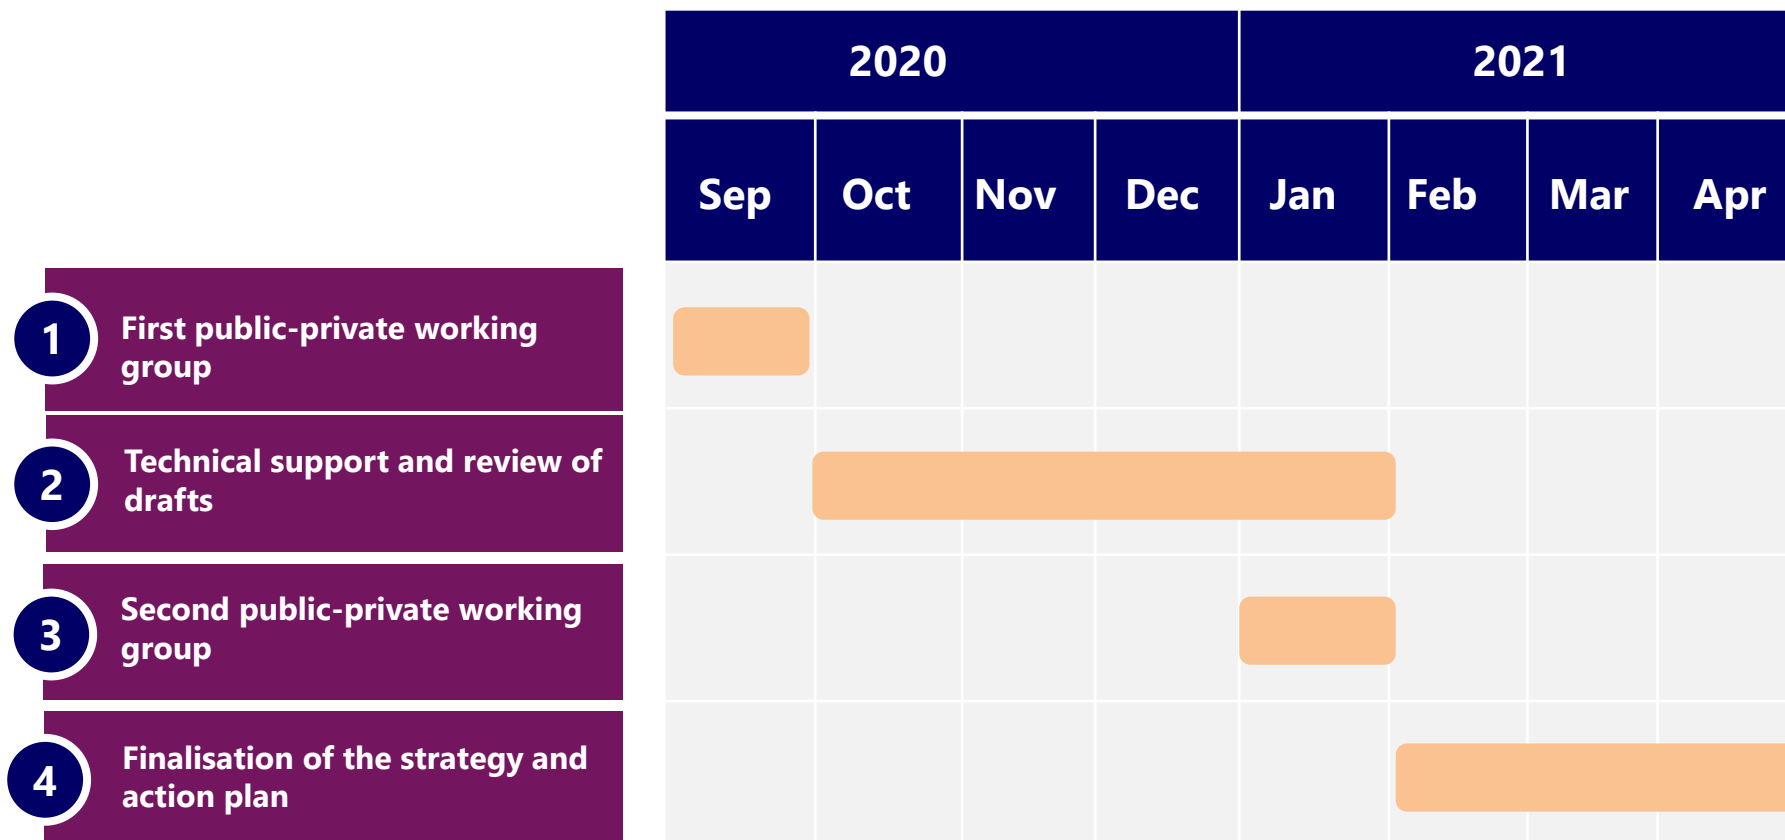 2020 2021
Sep Oct Nov Dec Jan Feb Mar Apr
1
First public-private working
group
2
Technical support and review of
drafts
3
Second public-private working
group
4
Finalisation of the strategy and
action plan